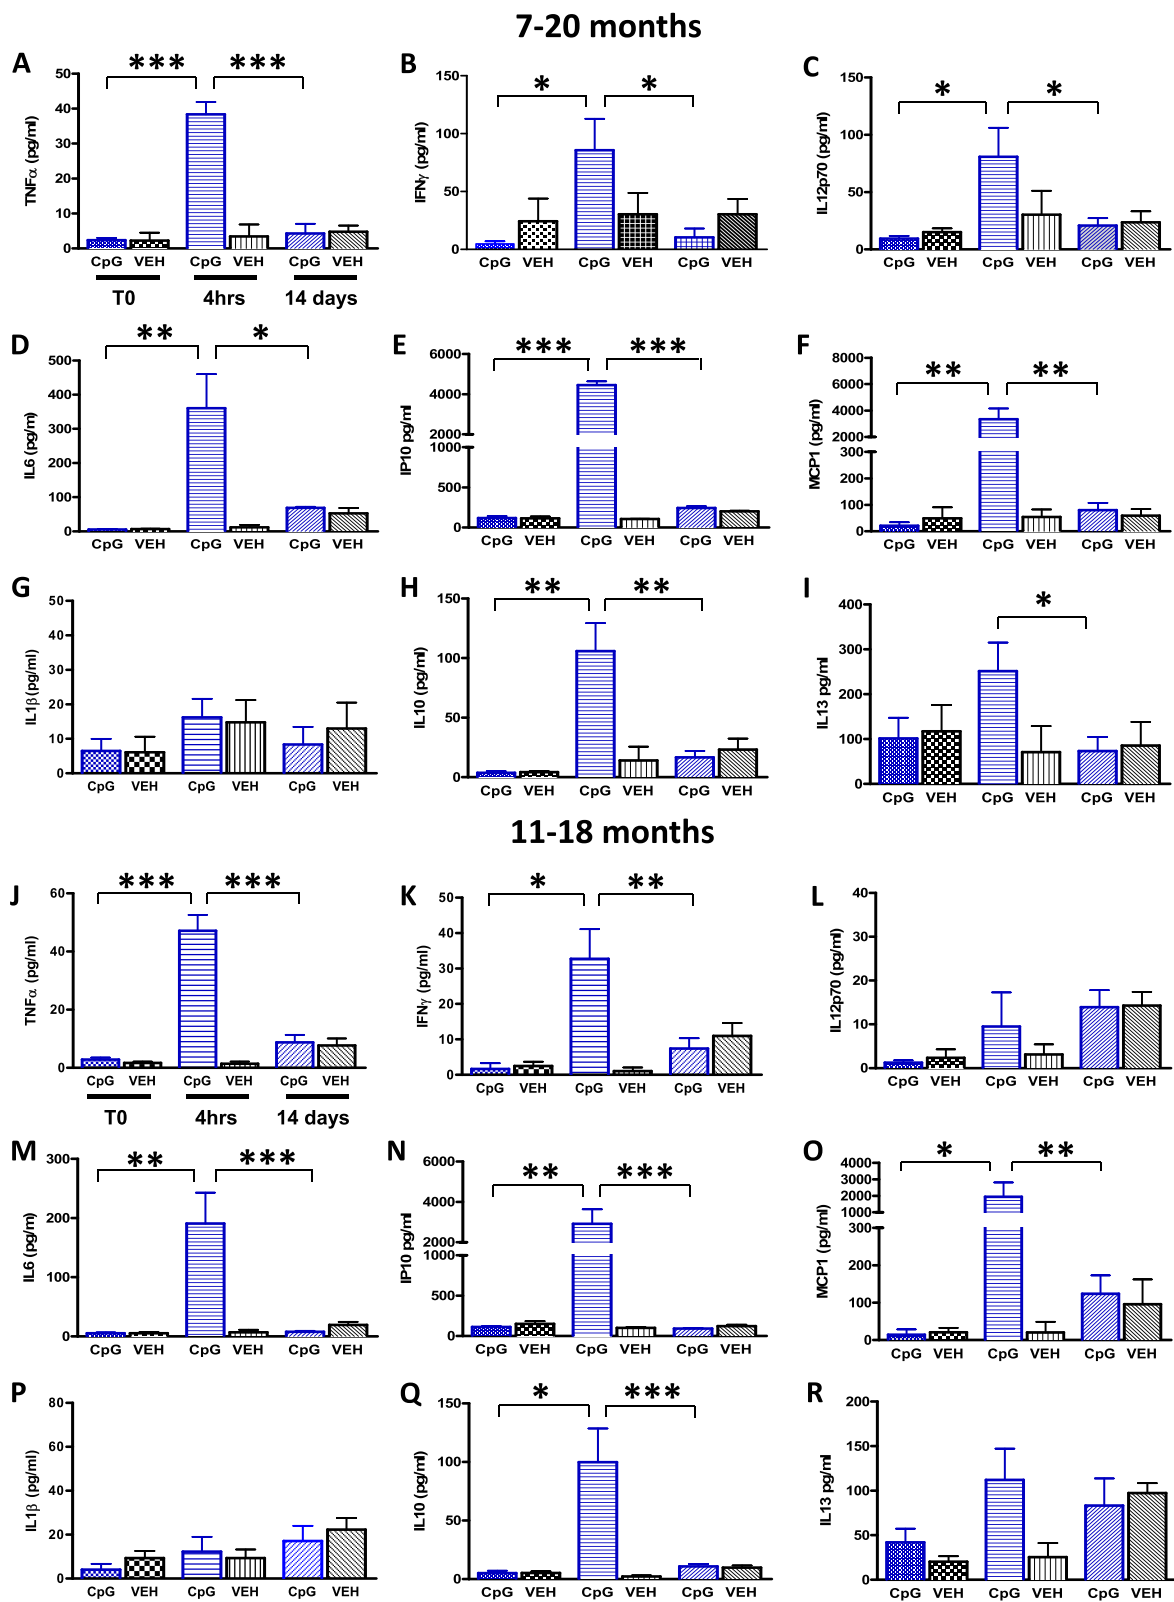 7-20 months
A *** *** B * * C * *
50 150 150
40
30 100 100
20 50 50
10
0 0 0
TNFα (pg/ml) IFNγ (pg/ml) IL12p70 (pg/ml)
CpG VEH CpG VEH CpG VEH CpG VEH CpG VEH CpG VEH CpG VEH CpG VEH CpG VEH
T0 4hrs 14 days
D ** * E *** *** F ** **
500 6000 8000
400 4000 6000
300 2000 4000
200 1000 2000
100 500 300
0 0 200
100
0
IL6 (pg/m) IP10 pg/ml MCP1 (pg/ml)
CpG VEH CpG VEH CpG VEH CpG VEH CpG VEH CpG VEH CpG VEH CpG VEH CpG VEH
G H ** ** I *
50 150 400
40 100 300
30 50 200
20 0 100
10 0
0
IL1β (pg/ml) IL10 (pg/ml) IL13 pg/ml
CpG VEH CpG VEH CpG VEH CpG VEH CpG VEH CpG VEH CpG VEH CpG VEH CpG VEH
11-18 months
J *** *** K * ** L
60 50 40
40 40 30
20 30 20
0 20 10
10 0
0
TNFα (pg/ml) IFNγ (pg/ml) IL12p70 (pg/ml)
CpG VEH CpG VEH CpG VEH CpG VEH CpG VEH CpG VEH CpG VEH CpG VEH CpG VEH
T0 4hrs 14 days
M ** *** N ** *** O * **
300 6000 4000
200 4000 3000
100 2000 2000
0 1000 1000
500 300
0 200
100
0
IL6 (pg/m) IP10 pg/ml MCP1 (pg/ml)
CpG VEH CpG VEH CpG VEH CpG VEH CpG VEH CpG VEH CpG VEH CpG VEH CpG VEH
P Q * *** R
80 150 200
60 100 150
40 50 100
20 0 50
0 0
IL1β (pg/ml) IL10 (pg/ml) IL13 pg/ml
CpG VEH CpG VEH CpG VEH CpG VEH CpG VEH CpG VEH CpG VEH CpG VEH CpG VEH